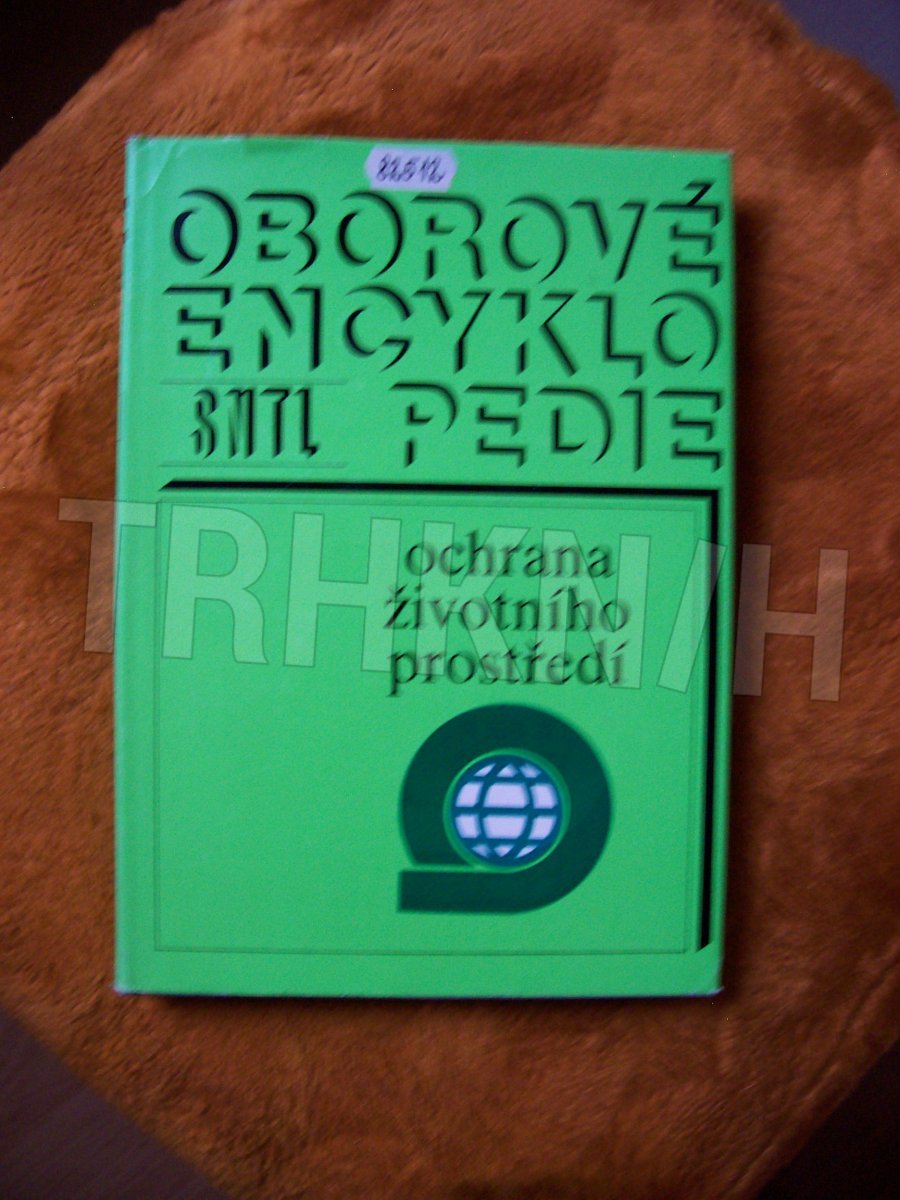 OBOROVÉ
ENCYKLO
SNTL PEDIE
ochrana
životního
prostředí
TRHKNIH